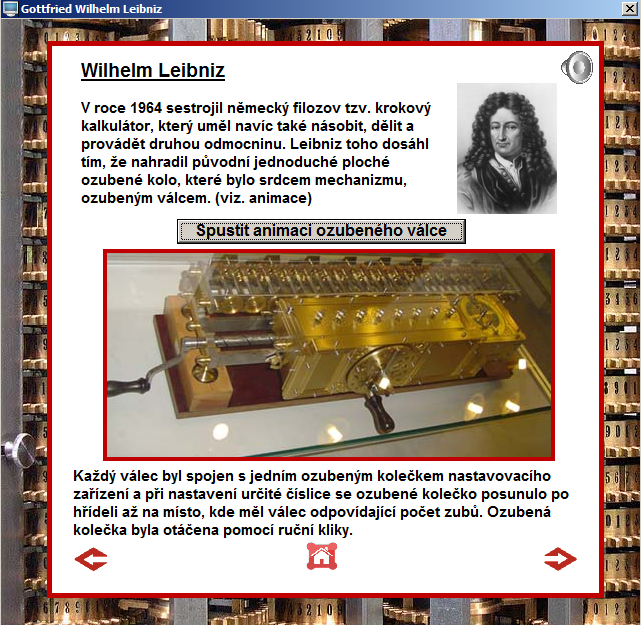 Gottfried Wilhelm Leibniz
Wilhelm Leibniz
V roce 1964 sestrojil německý filozov tzv. krokový
kalkulátor, který uměl navíc také násobit, dělit a
provádět druhou odmocninu. Leibniz toho dosáhl
tím, že nahradil původní jednoduché ploché
ozubené kolo, které bylo srdcem mechanizmu,
ozubeným válcem. (viz. animace)
Spustit animaci ozubeného válce
Každý válec byl spojen s jedním ozubeným kolečkem nastavovacího
zařízení a při nastavení určité číslice se ozubené kolečko posunulo po
hřídeli až na místo, kde měl válec odpovídající počet zubů. Ozubená
kolečka byla otáčena pomocí ruční kliky.